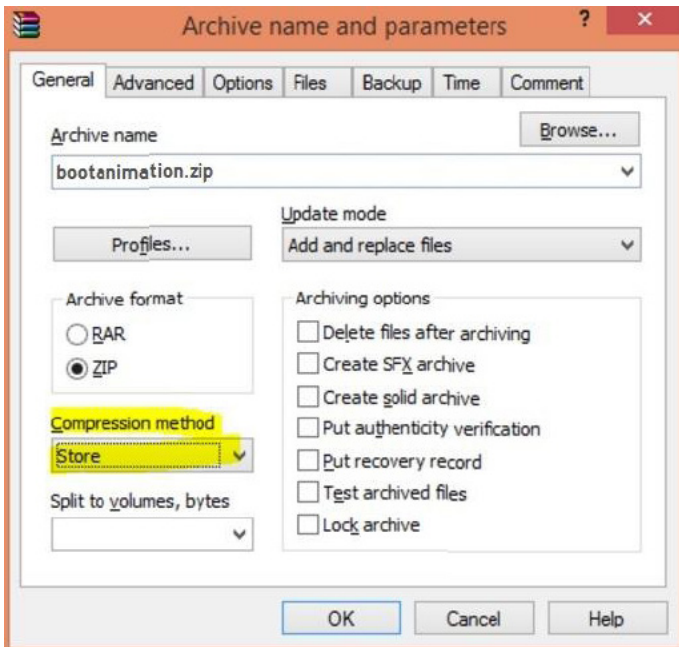 Archive name and parameters
? ×
General Advanced Options Files Backup Time Comment
Archive name
Browse...
bootanimation.zip
Update mode
Profiles...
Add and replace files
Archive format
Archiving options
RAR
Delete files after archiving
ZIP
Create SFX archive
Create solid archive
Compression method
Put authenticity verification
Store
Put recovery record
Split to volumes, bytes
Test archived files
Lock archive
OK Cancel Help